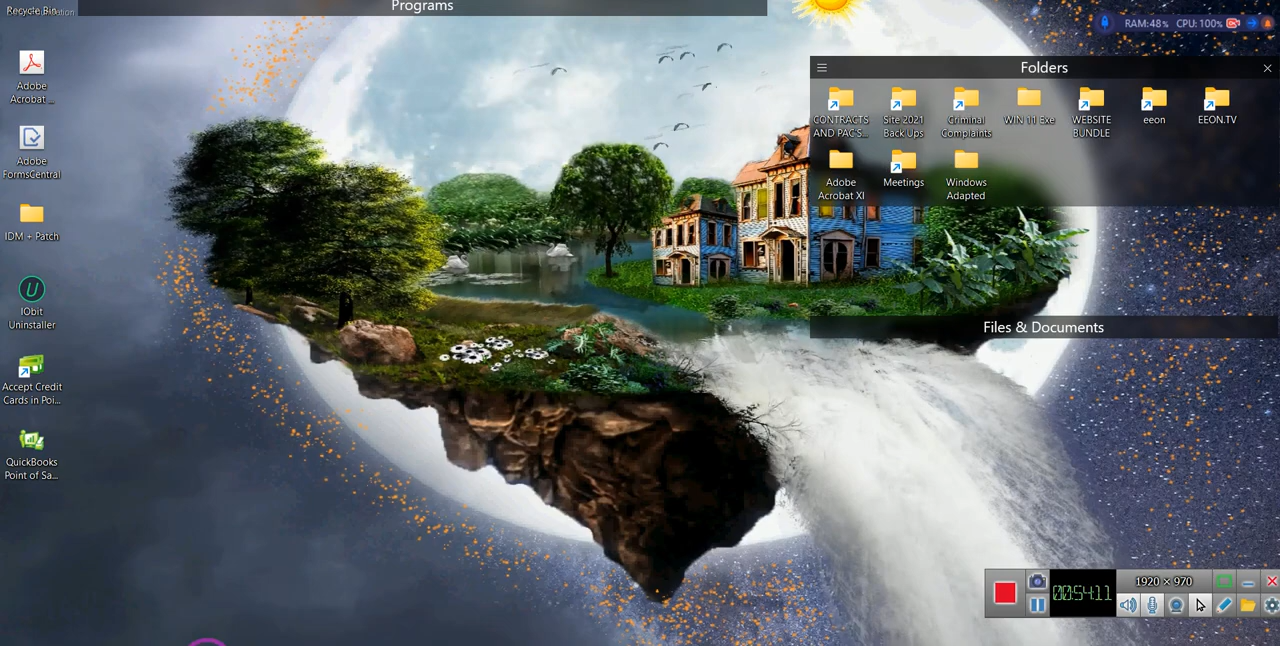 Recycle Bin
Programs
RAM:48% CPU: 100%
Folders
Adobe
Acrobat ...
CONTRACTS
AND PAC S...
Site 2021
Back Ups
Criminal
Complaints
WIN 11 Exe
WEBSITE
BUNDLE
eeon
EEON.TV
Adobe
FormsCentral
Adobe
Acrobat XI
Meetings
Windows
Adapted
IDM + Patch
IObit
Uninstaller
Files & Documents
Accept Credit
Cards in Poi...
QuickBooks
Point of Sa...
00:54:11
1920 × 970